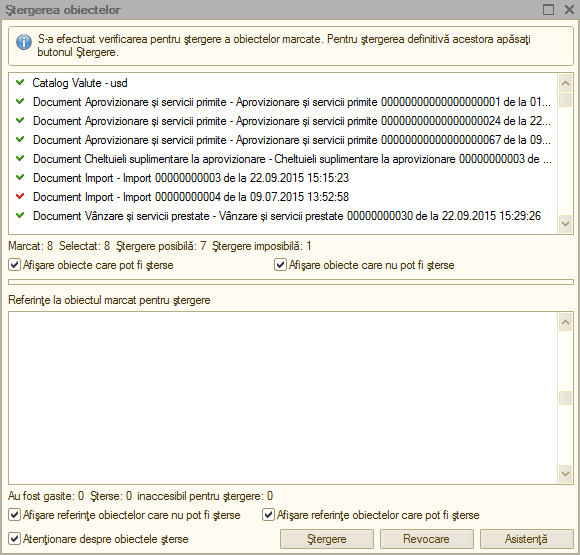 Ştergerea obiectelor
S-a efectuat verificarea pentru ştergere a obiectelor marcate. Pentru ştergerea definitivă acestora apăsaţi
butonul Ştergere.
Catalog Valute - usd
Document Aprovizionare şi servicii primite - Aprovizionare şi servicii primite 00000000000000000001 de la 01...
Document Aprovizionare şi servicii primite - Aprovizionare şi servicii primite 00000000000000000024 de la 22...
Document Aprovizionare şi servicii primite - Aprovizionare şi servicii primite 00000000000000000067 de la 09...
Document Cheltuieli suplimentare la aprovizionare - Cheltuieli suplimentare la aprovizionare 00000000003 de ...
Document Import - Import 00000000003 de la 22.09.2015 15:15:23
Document Import - Import 00000000004 de la 09.07.2015 13:52:58
Document Vânzare şi servicii prestate - Vânzare şi servicii prestate 00000000030 de la 22.09.2015 15:29:26
Marcat: 8 Selectat: 8 Ştergere posibilă: 7 Ştergere imposibilă: 1
Afişare obiecte care pot fi şterse Afişare obiecte care nu pot fi şterse
Referinţe la obiectul marcat pentru ştergere
Au fost gasite: 0 Şterse: 0 inaccesibil pentru ştergere: 0
Afişare referinţe obiectelor care nu pot fi şterse Afişare referinţe obiectelor care pot fi şterse
Atenţionare despre obiectele şterse Ştergere Revocare Asistenţă